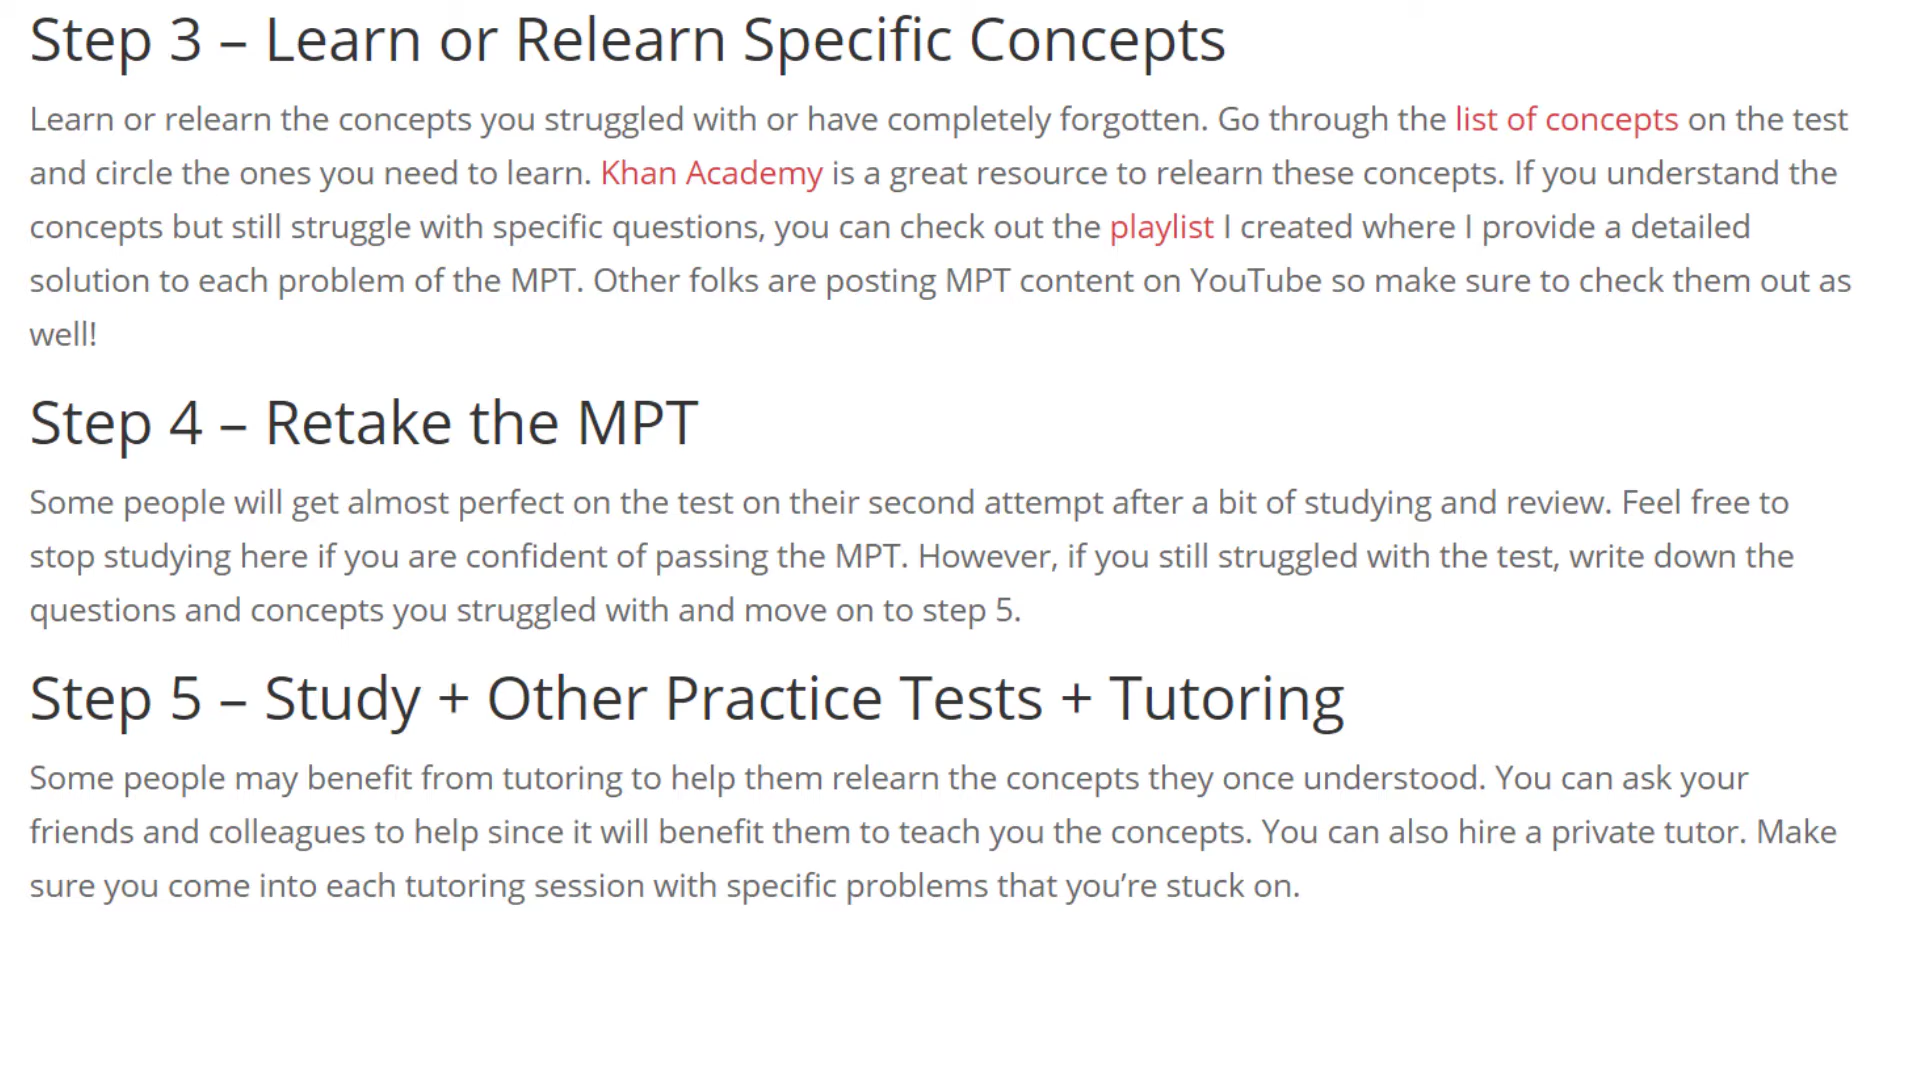 Step 3 – Learn or Relearn Specific Concepts
Learn or relearn the concepts you struggled with or have completely forgotten. Go through the list of concepts on the test
and circle the ones you need to learn. Khan Academy is a great resource to relearn these concepts. If you understand the
concepts but still struggle with specific questions, you can check out the playlist I created where I provide a detailed
solution to each problem of the MPT. Other folks are posting MPT content on YouTube so make sure to check them out as
well!
Step 4 – Retake the MPT
Some people will get almost perfect on the test on their second attempt after a bit of studying and review. Feel free to
stop studying here if you are confident of passing the MPT. However, if you still struggled with the test, write down the
questions and concepts you struggled with and move on to step 5.
Step 5 – Study + Other Practice Tests + Tutoring
Some people may benefit from tutoring to help them relearn the concepts they once understood. You can ask your
friends and colleagues to help since it will benefit them to teach you the concepts. You can also hire a private tutor. Make
sure you come into each tutoring session with specific problems that you’re stuck on.